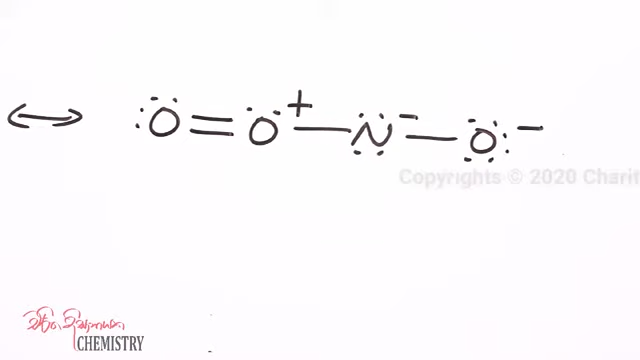 ↔ O = O⁺ — N⁻ — O⁻
Copyrights © 2020 Charit
CHEMISTRY